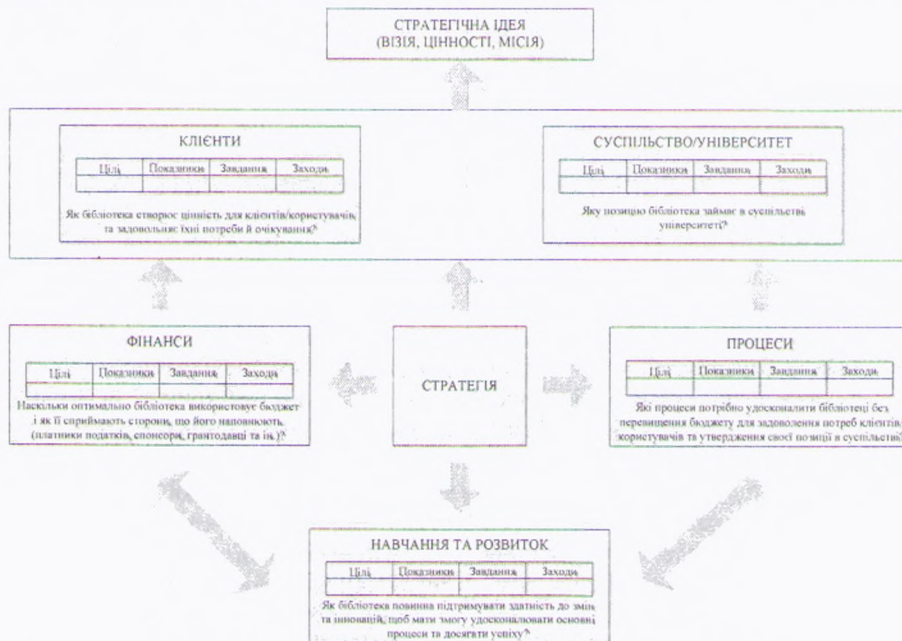 СТРАТЕГІЧНА ІДЕЯ
(ВІЗІЯ, ЦІННОСТІ, МІСІЯ)
КЛІЄНТИ
Цілі Показники Завдання Заходи
Як бібліотека створює цінність для клієнтів/користувачів
та задовольняє їхні потреби й очікування?
СУСПІЛЬСТВО/УНІВЕРСИТЕТ
Цілі Показники Завдання Заходи
Яку позицію бібліотека займає в суспільстві
університеті?
ФІНАНСИ
Цілі Показники Завдання Заходи
Наскільки оптимально бібліотека використовує бюджет
і як її сприймають сторони, що його наповнюють
(платники податків, спонсори, грантодавці та ін.)?
СТРАТЕГІЯ
ПРОЦЕСИ
Цілі Показники Завдання Заходи
Які процеси потрібно удосконалити бібліотеці без
перевищення бюджету для задоволення потреб клієнтів
користувачів та утвердження своєї позиції в суспільстві?
НАВЧАННЯ ТА РОЗВИТОК
Цілі Показники Завдання Заходи
Як бібліотека повинна підтримувати здатність до змін
та інновацій, щоб мати змогу удосконалювати основні
процеси та досягати успіху?